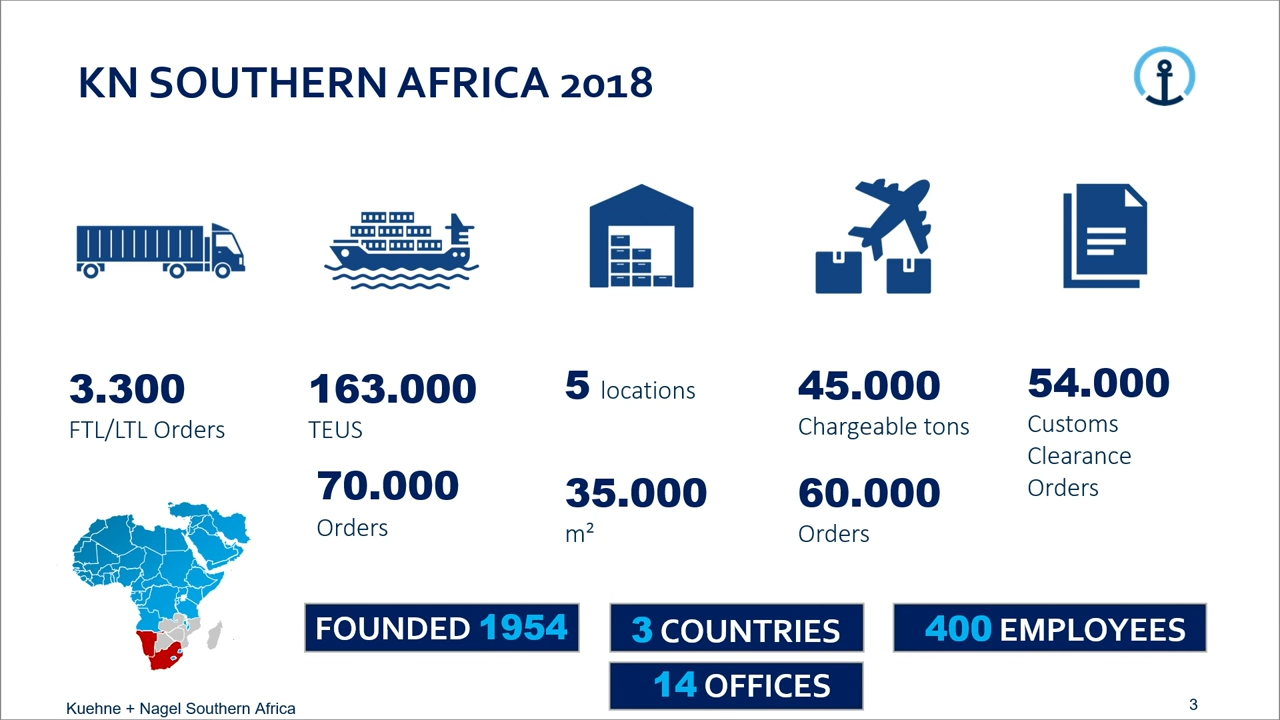 KN SOUTHERN AFRICA 2018
3.300
FTL/LTL Orders
163.000
TEUS
70.000
Orders
5 locations
35.000
m²
45.000
Chargeable tons
60.000
Orders
54.000
Customs
Clearance
Orders
FOUNDED 1954
3 COUNTRIES
400 EMPLOYEES
14 OFFICES
Kuehne + Nagel Southern Africa
3